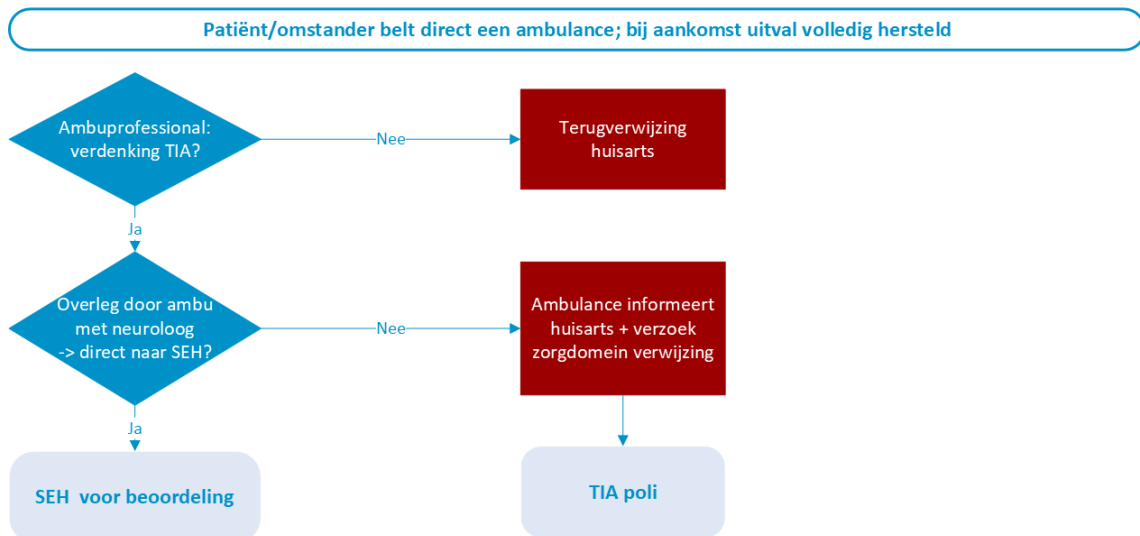 Patiënt/omstander belt direct een ambulance; bij aankomst uitval volledig hersteld
Ambuprofessional:
verdenking TIA?
Nee
Terugverwijzing
huisarts
Ja
Overleg door ambu
met neuroloog
-> direct naar SEH?
Nee
Ambulance informeert
huisarts + verzoek
zorgdomein verwijzing
Ja
SEH voor beoordeling
TIA poli